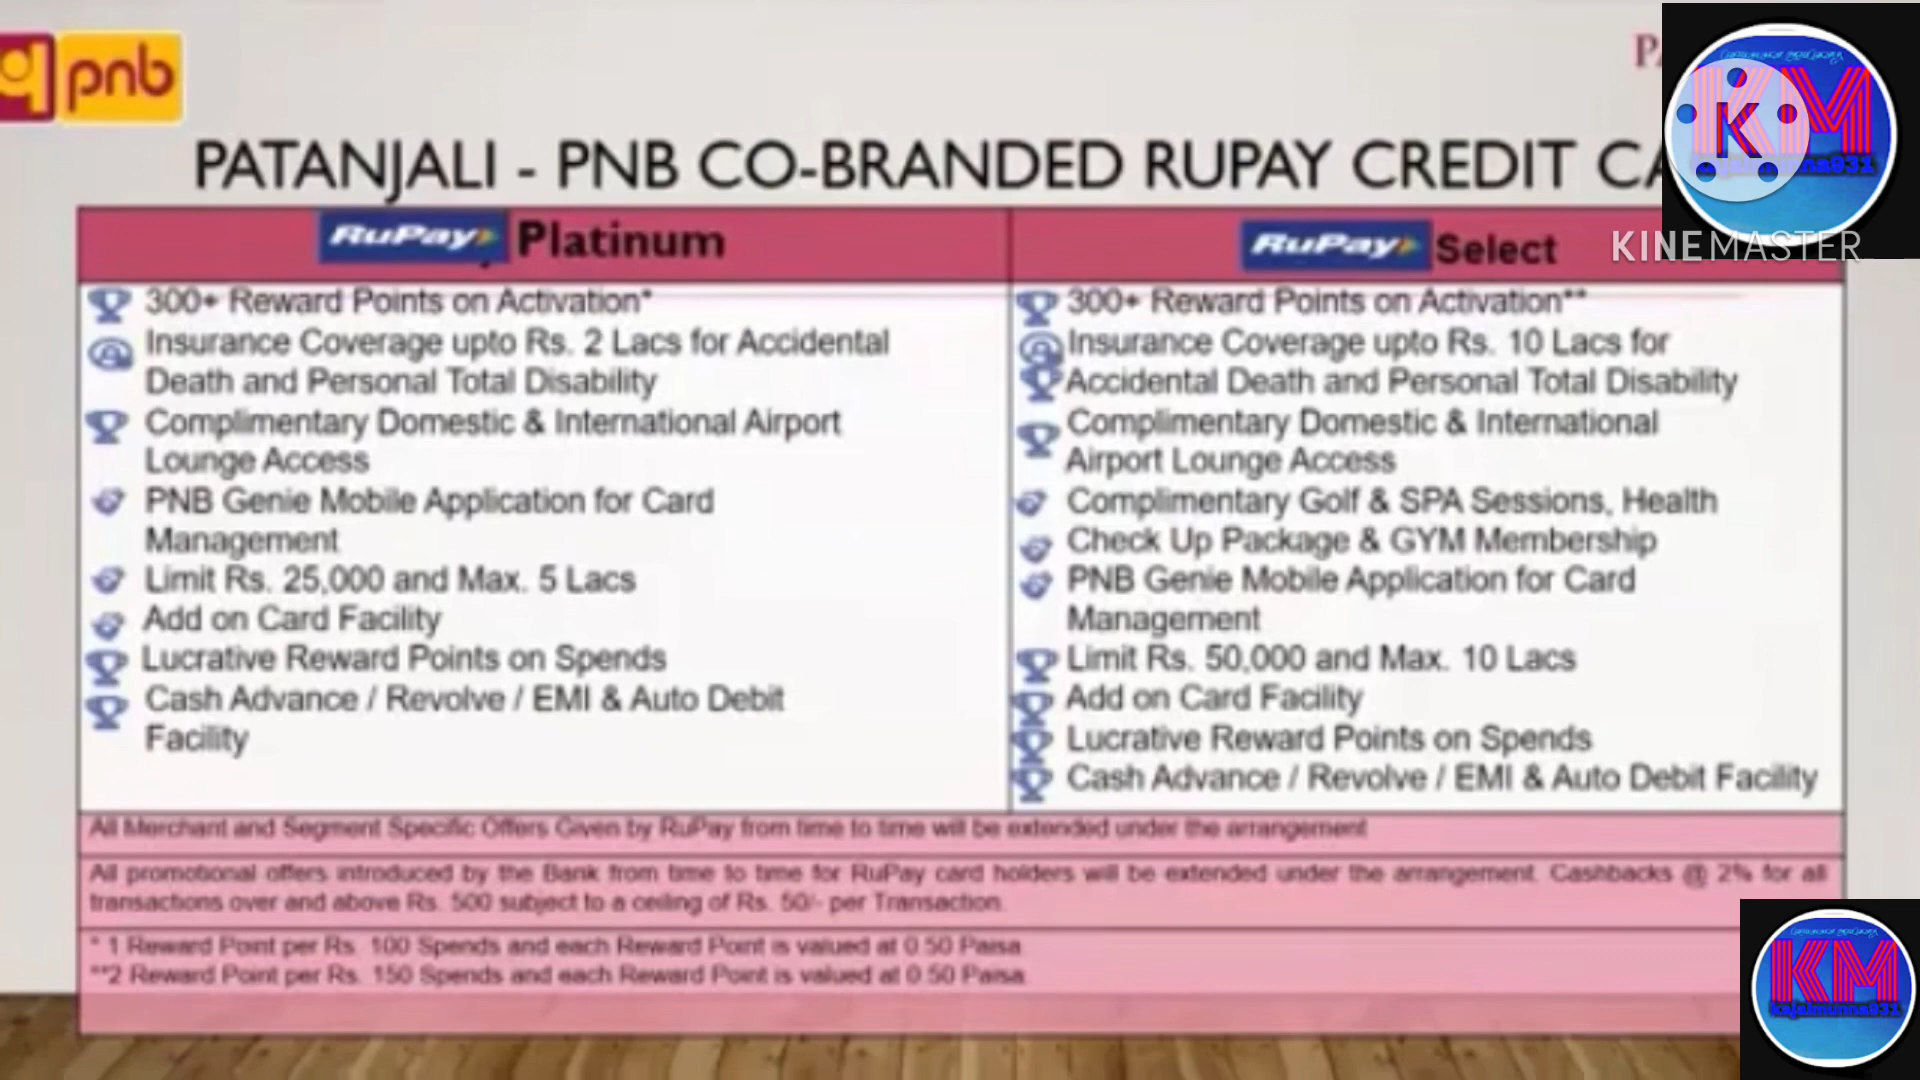 pnb
PATANJALI - PNB CO-BRANDED RUPAY CREDIT
KM
K
KINEMASTER
RuPay Platinum
300+ Reward Points on Activation*
Insurance Coverage upto Rs. 2 Lacs for Accidental
Death and Personal Total Disability
Complimentary Domestic & International Airport
Lounge Access
PNB Genie Mobile Application for Card
Management
Limit Rs. 25,000 and Max. 5 Lacs
Add on Card Facility
Lucrative Reward Points on Spends
Cash Advance / Revolve / EMI & Auto Debit
Facility
RuPay Select
300+ Reward Points on Activation**
Insurance Coverage upto Rs. 10 Lacs for
Accidental Death and Personal Total Disability
Complimentary Domestic & International
Airport Lounge Access
Complimentary Golf & SPA Sessions, Health
Check Up Package & GYM Membership
PNB Genie Mobile Application for Card
Management
Limit Rs. 50,000 and Max. 10 Lacs
Add on Card Facility
Lucrative Reward Points on Spends
Cash Advance / Revolve / EMI & Auto Debit Facility
All Merchant and Segment Specific Offers Given by RuPay from time to time will be extended under the arrangement
All promotional offers introduced by the Bank from time to time for RuPay card holders will be extended under the arrangement. Cashbacks @ 2% for all
transactions over and above Rs. 500 subject to a ceiling of Rs. 50/- per Transaction.
* 1 Reward Point per Rs. 100 Spends and each Reward Point is valued at 0.50 Paisa
**2 Reward Point per Rs. 150 Spends and each Reward Point is valued at 0.50 Paisa
KM
kajalmunna931